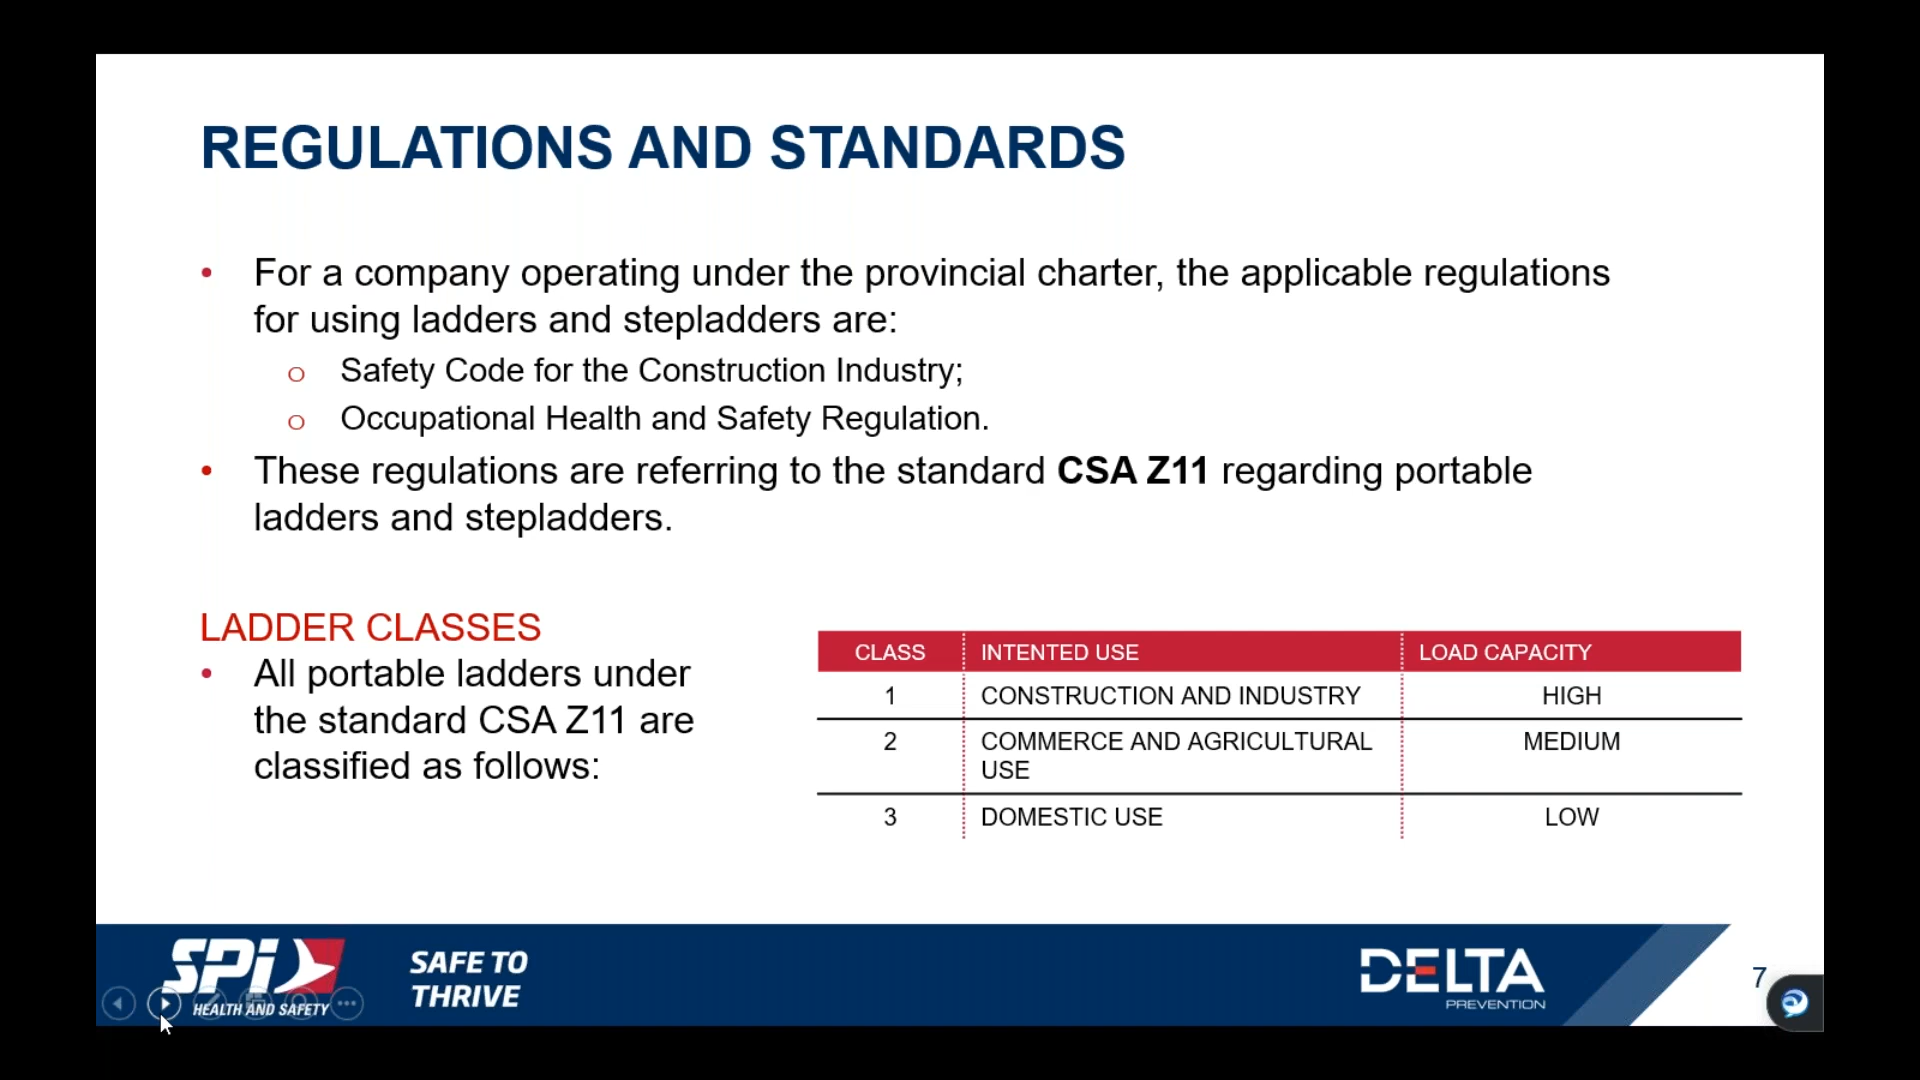 REGULATIONS AND STANDARDS
• For a company operating under the provincial charter, the applicable regulations
for using ladders and stepladders are:
o Safety Code for the Construction Industry;
o Occupational Health and Safety Regulation.
• These regulations are referring to the standard CSA Z11 regarding portable
ladders and stepladders.
LADDER CLASSES
• All portable ladders under
the standard CSA Z11 are
classified as follows:
CLASS INTENTED USE LOAD CAPACITY
1 CONSTRUCTION AND INDUSTRY HIGH
2 COMMERCE AND AGRICULTURAL USE MEDIUM
3 DOMESTIC USE LOW
SPi
HEALTH AND SAFETY
SAFE TO
THRIVE
DELTA
PREVENTION
7